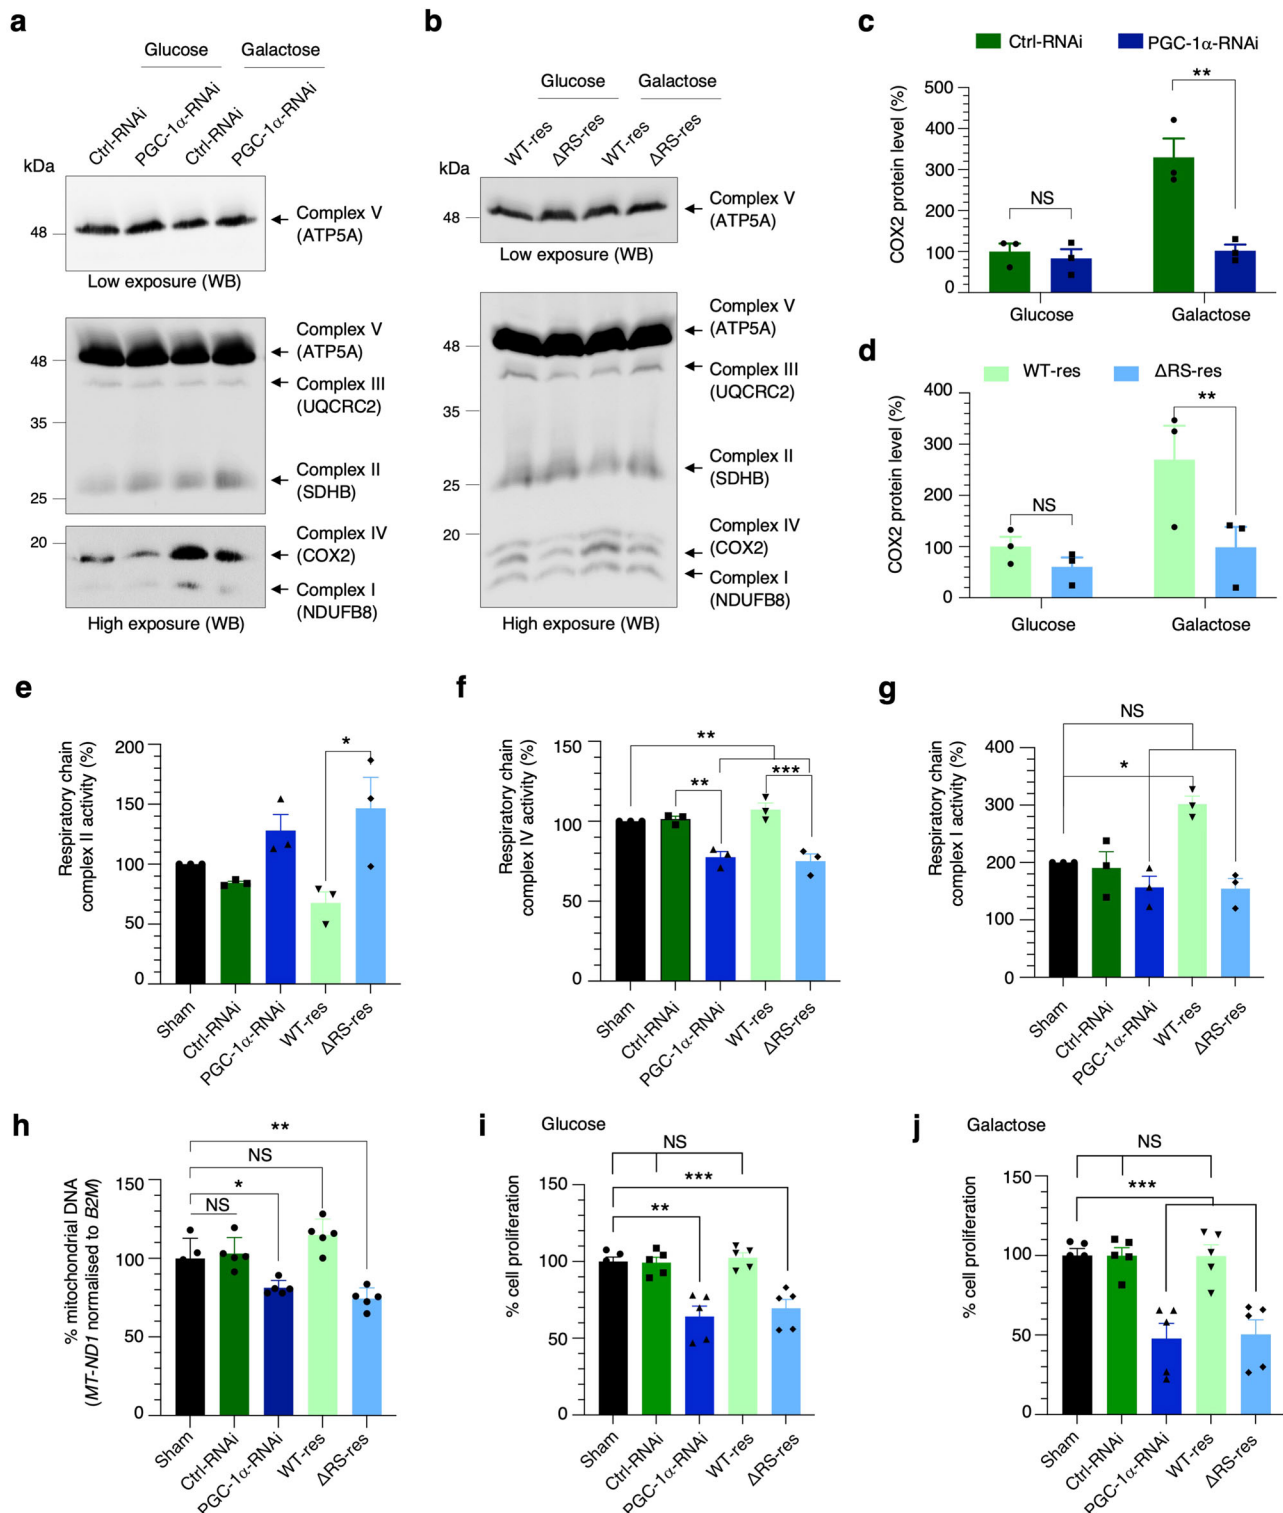 a
Glucose
Galactose
Ctrl-RNAi
PGC-1α-RNAi
Ctrl-RNAi
PGC-1α-RNAi
kDa
48
Complex V
(ATP5A)
Low exposure (WB)
48
35
25
20
Complex V
(ATP5A)
Complex III
(UQCRC2)
Complex II
(SDHB)
Complex IV
(COX2)
Complex I
(NDUFB8)
High exposure (WB)
b
Glucose
Galactose
WT-res
ΔRS-res
WT-res
ΔRS-res
kDa
48
Complex V
(ATP5A)
Low exposure (WB)
48
35
25
20
Complex V
(ATP5A)
Complex III
(UQCRC2)
Complex II
(SDHB)
Complex IV
(COX2)
Complex I
(NDUFB8)
High exposure (WB)
c
Ctrl-RNAi
PGC-1α-RNAi
COX2 protein level (%)
500
400
300
200
100
0
NS
**
Glucose
Galactose
d
WT-res
ΔRS-res
COX2 protein level (%)
400
300
200
100
0
NS
**
Glucose
Galactose
e
Respiratory chain
complex II activity (%)
200
150
100
50
0
*
Sham
Ctrl-RNAi
PGC-1α-RNAi
WT-res
ΔRS-res
f
Respiratory chain
complex IV activity (%)
150
100
50
0
**
**
***
Sham
Ctrl-RNAi
PGC-1α-RNAi
WT-res
ΔRS-res
g
Respiratory chain
complex I activity (%)
400
300
200
100
0
NS
*
Sham
Ctrl-RNAi
PGC-1α-RNAi
WT-res
ΔRS-res
h
% mitochondrial DNA
(MT-ND1 normalised to B2M)
150
100
50
0
**
NS
*
NS
Sham
Ctrl-RNAi
PGC-1α-RNAi
WT-res
ΔRS-res
i
Glucose
% cell proliferation
150
100
50
0
NS
***
**
Sham
Ctrl-RNAi
PGC-1α-RNAi
WT-res
ΔRS-res
j
Galactose
% cell proliferation
150
100
50
0
NS
***
Sham
Ctrl-RNAi
PGC-1α-RNAi
WT-res
ΔRS-res